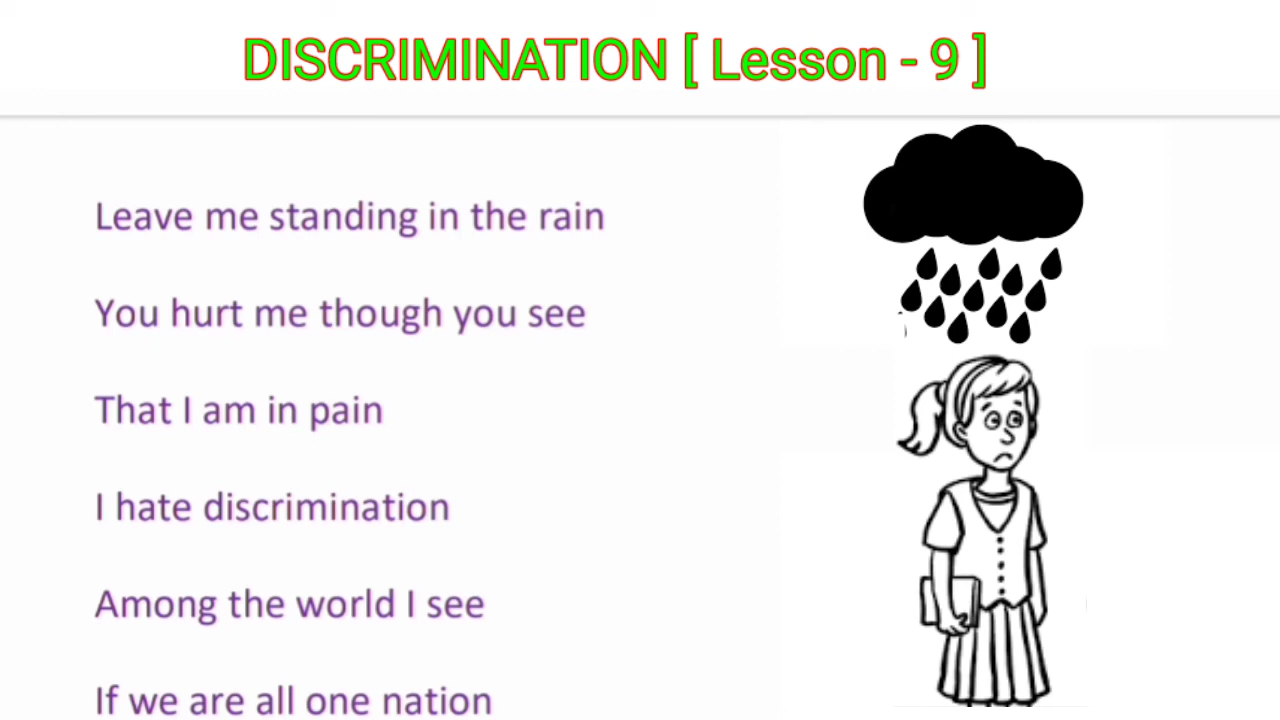 DISCRIMINATION [ Lesson - 9 ]
Leave me standing in the rain
You hurt me though you see
That I am in pain
I hate discrimination
Among the world I see
If we are all one nation